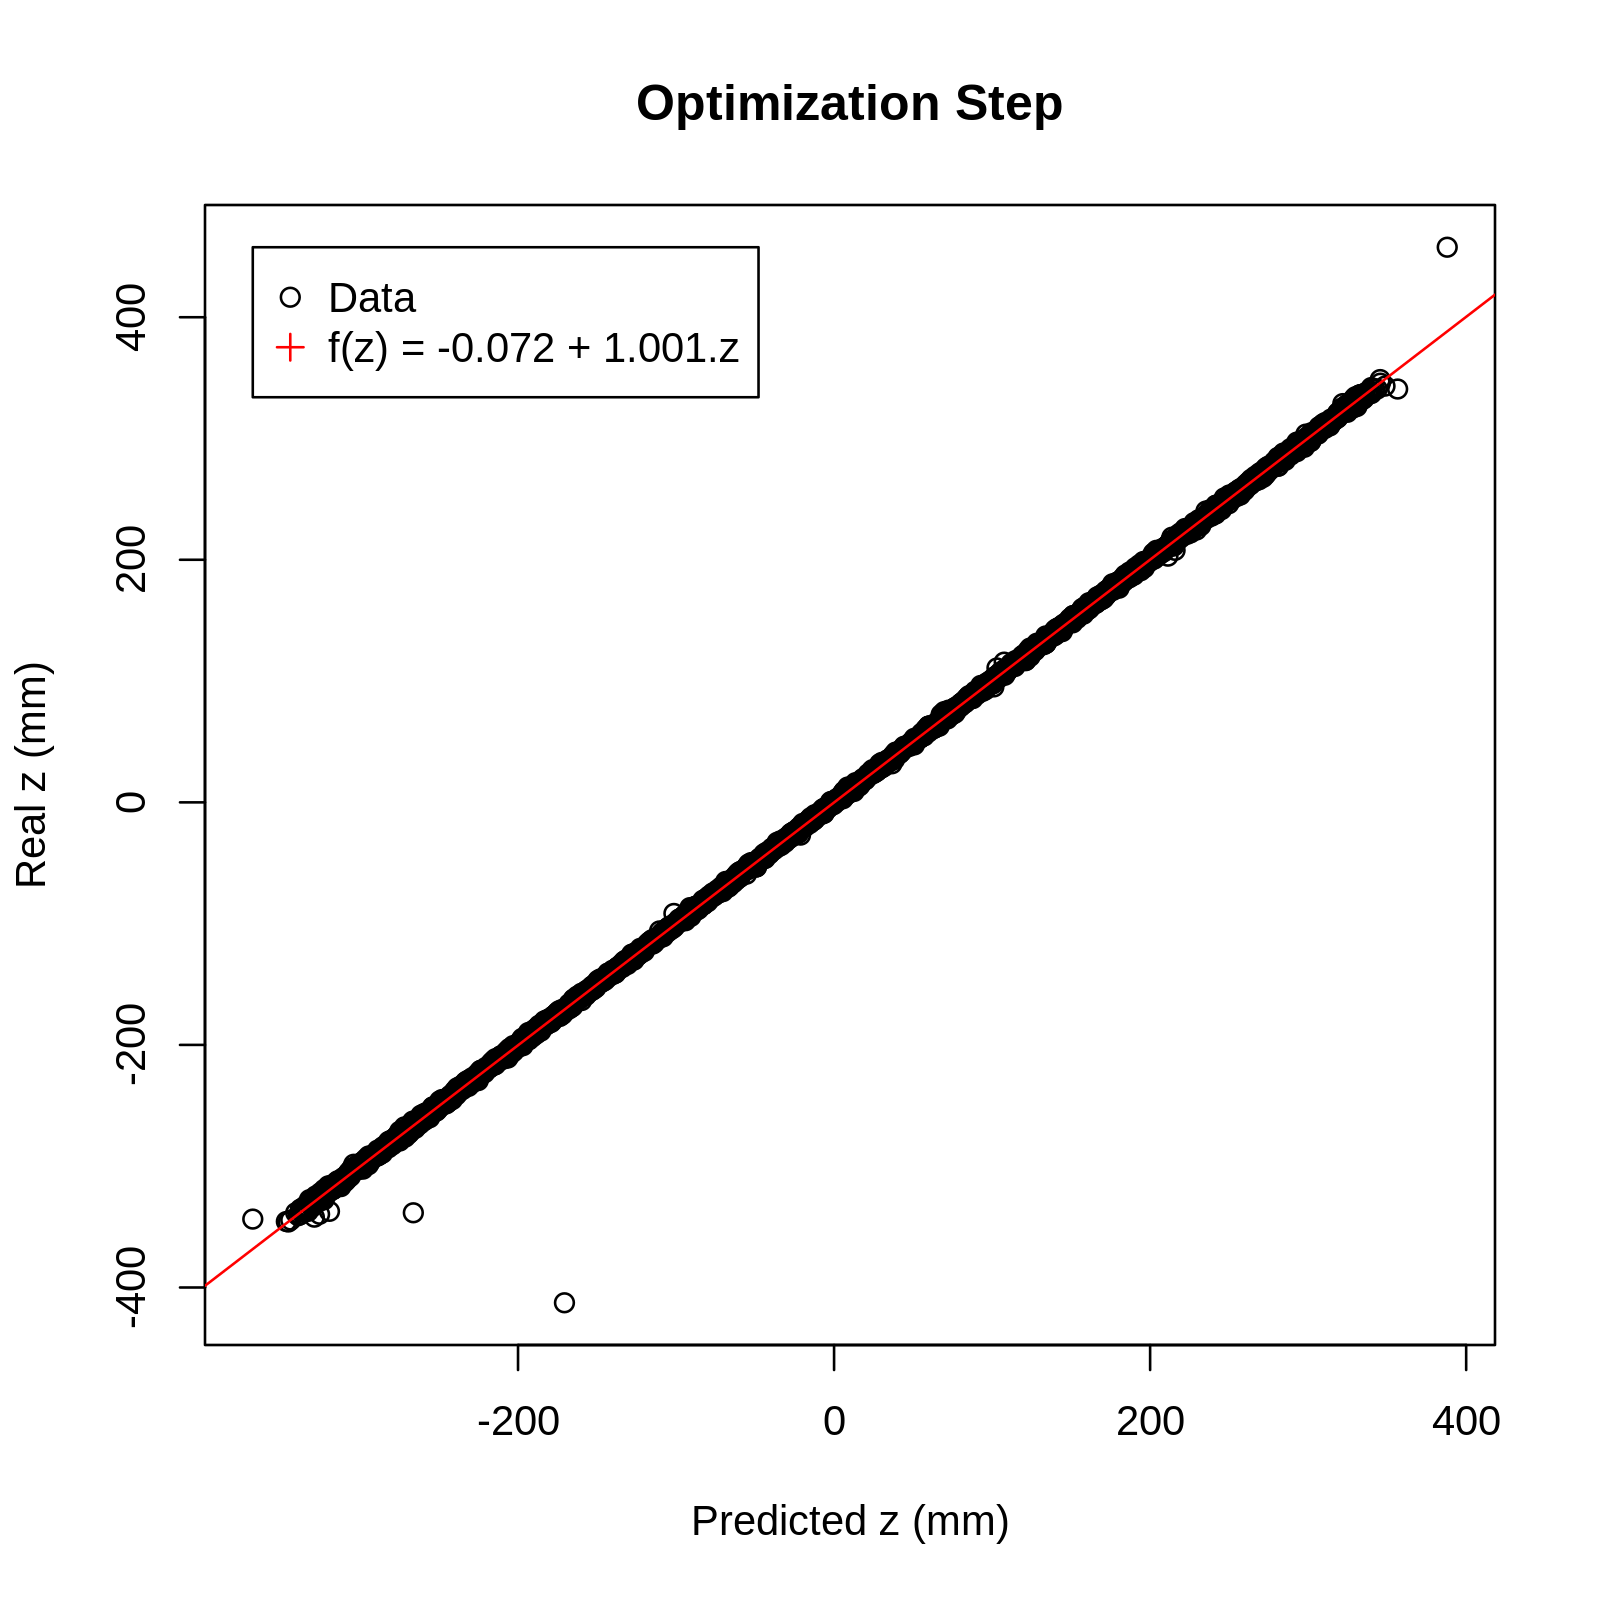 Optimization Step
Data
f(z) = -0.072 + 1.001.z
400
200
0
-200
-400
Real z (mm)
-200
0
200
400
Predicted z (mm)